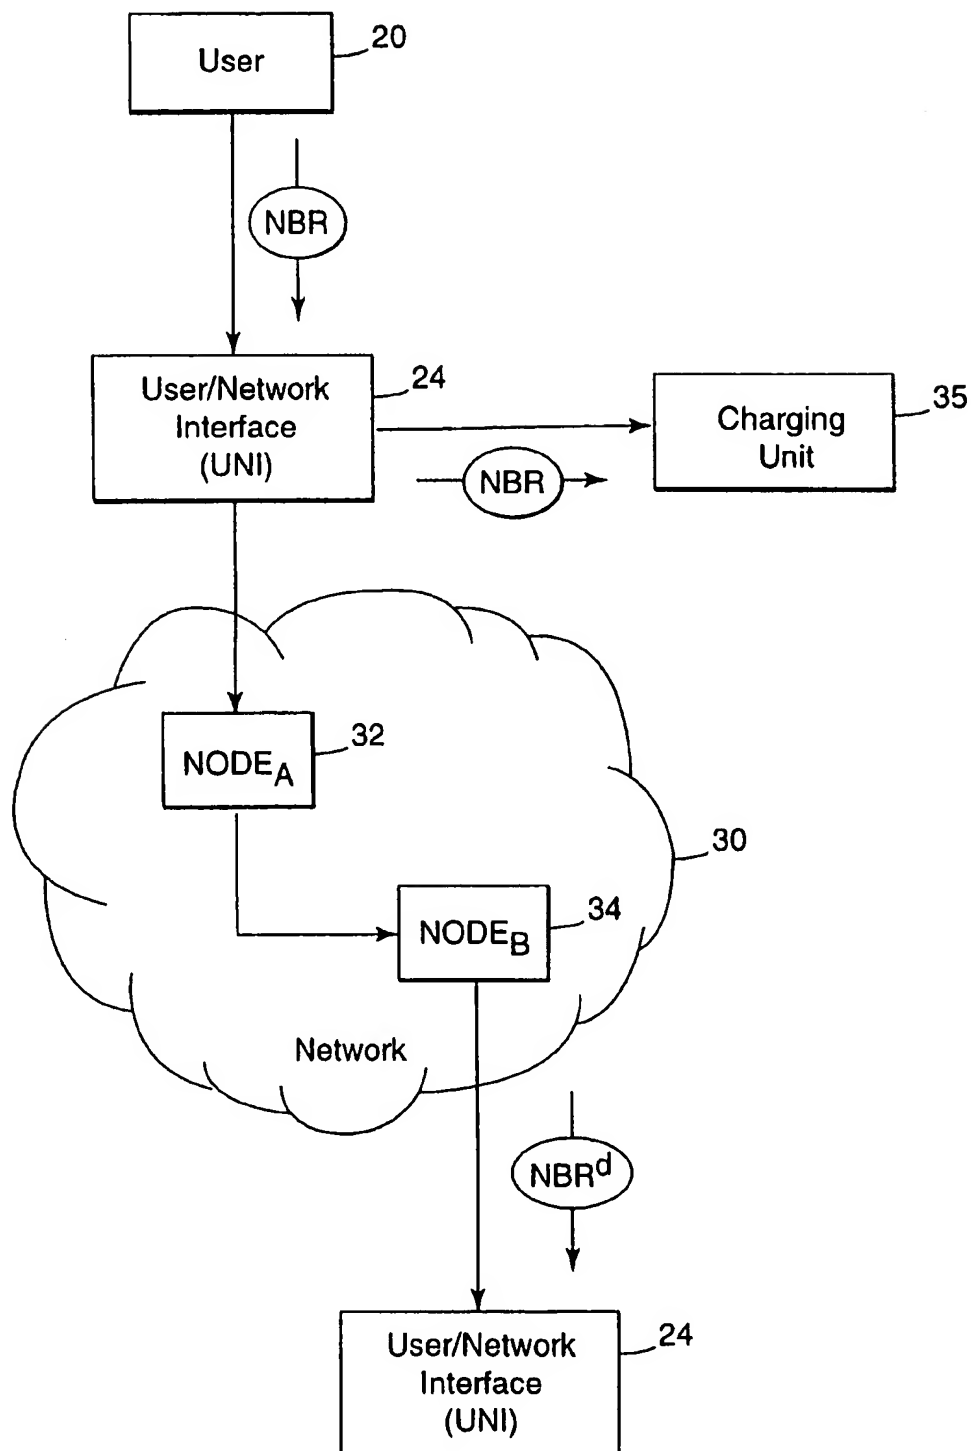 User
20
NBR
User/Network
Interface
(UNI)
24
NBR
Charging
Unit
35
NODEA
32
30
NODEB
34
Network
NBRd
User/Network
Interface
(UNI)
24